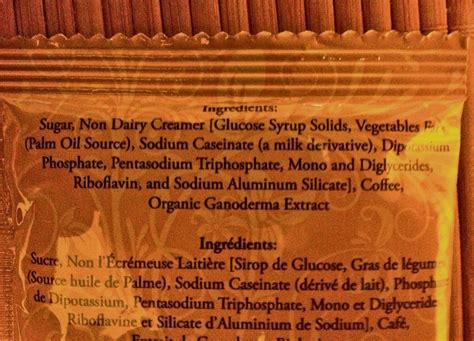 Ingredients:
Sugar, Non Dairy Creamer [Glucose Syrup Solids, Vegetables
(Palm Oil Source), Sodium Caseinate (a milk derivative), Dipotassium
Phosphate, Pentasodium Triphosphate, Mono and Diglycerides,
Riboflavin, and Sodium Aluminum Silicate], Coffee,
Organic Ganoderma Extract
Ingrédients:
Sucre, Non l'Écrémeuse Laitière [Sirop de Glucose, Gras de légume
(Source huile de Palme), Sodium Caseinate (dérivé de lait), Phospha
de Dipotassium, Pentasodium Triphosphate, Mono et Diglyceride
Riboflavine et Silicate d'Aluminum de Sodium], Café,